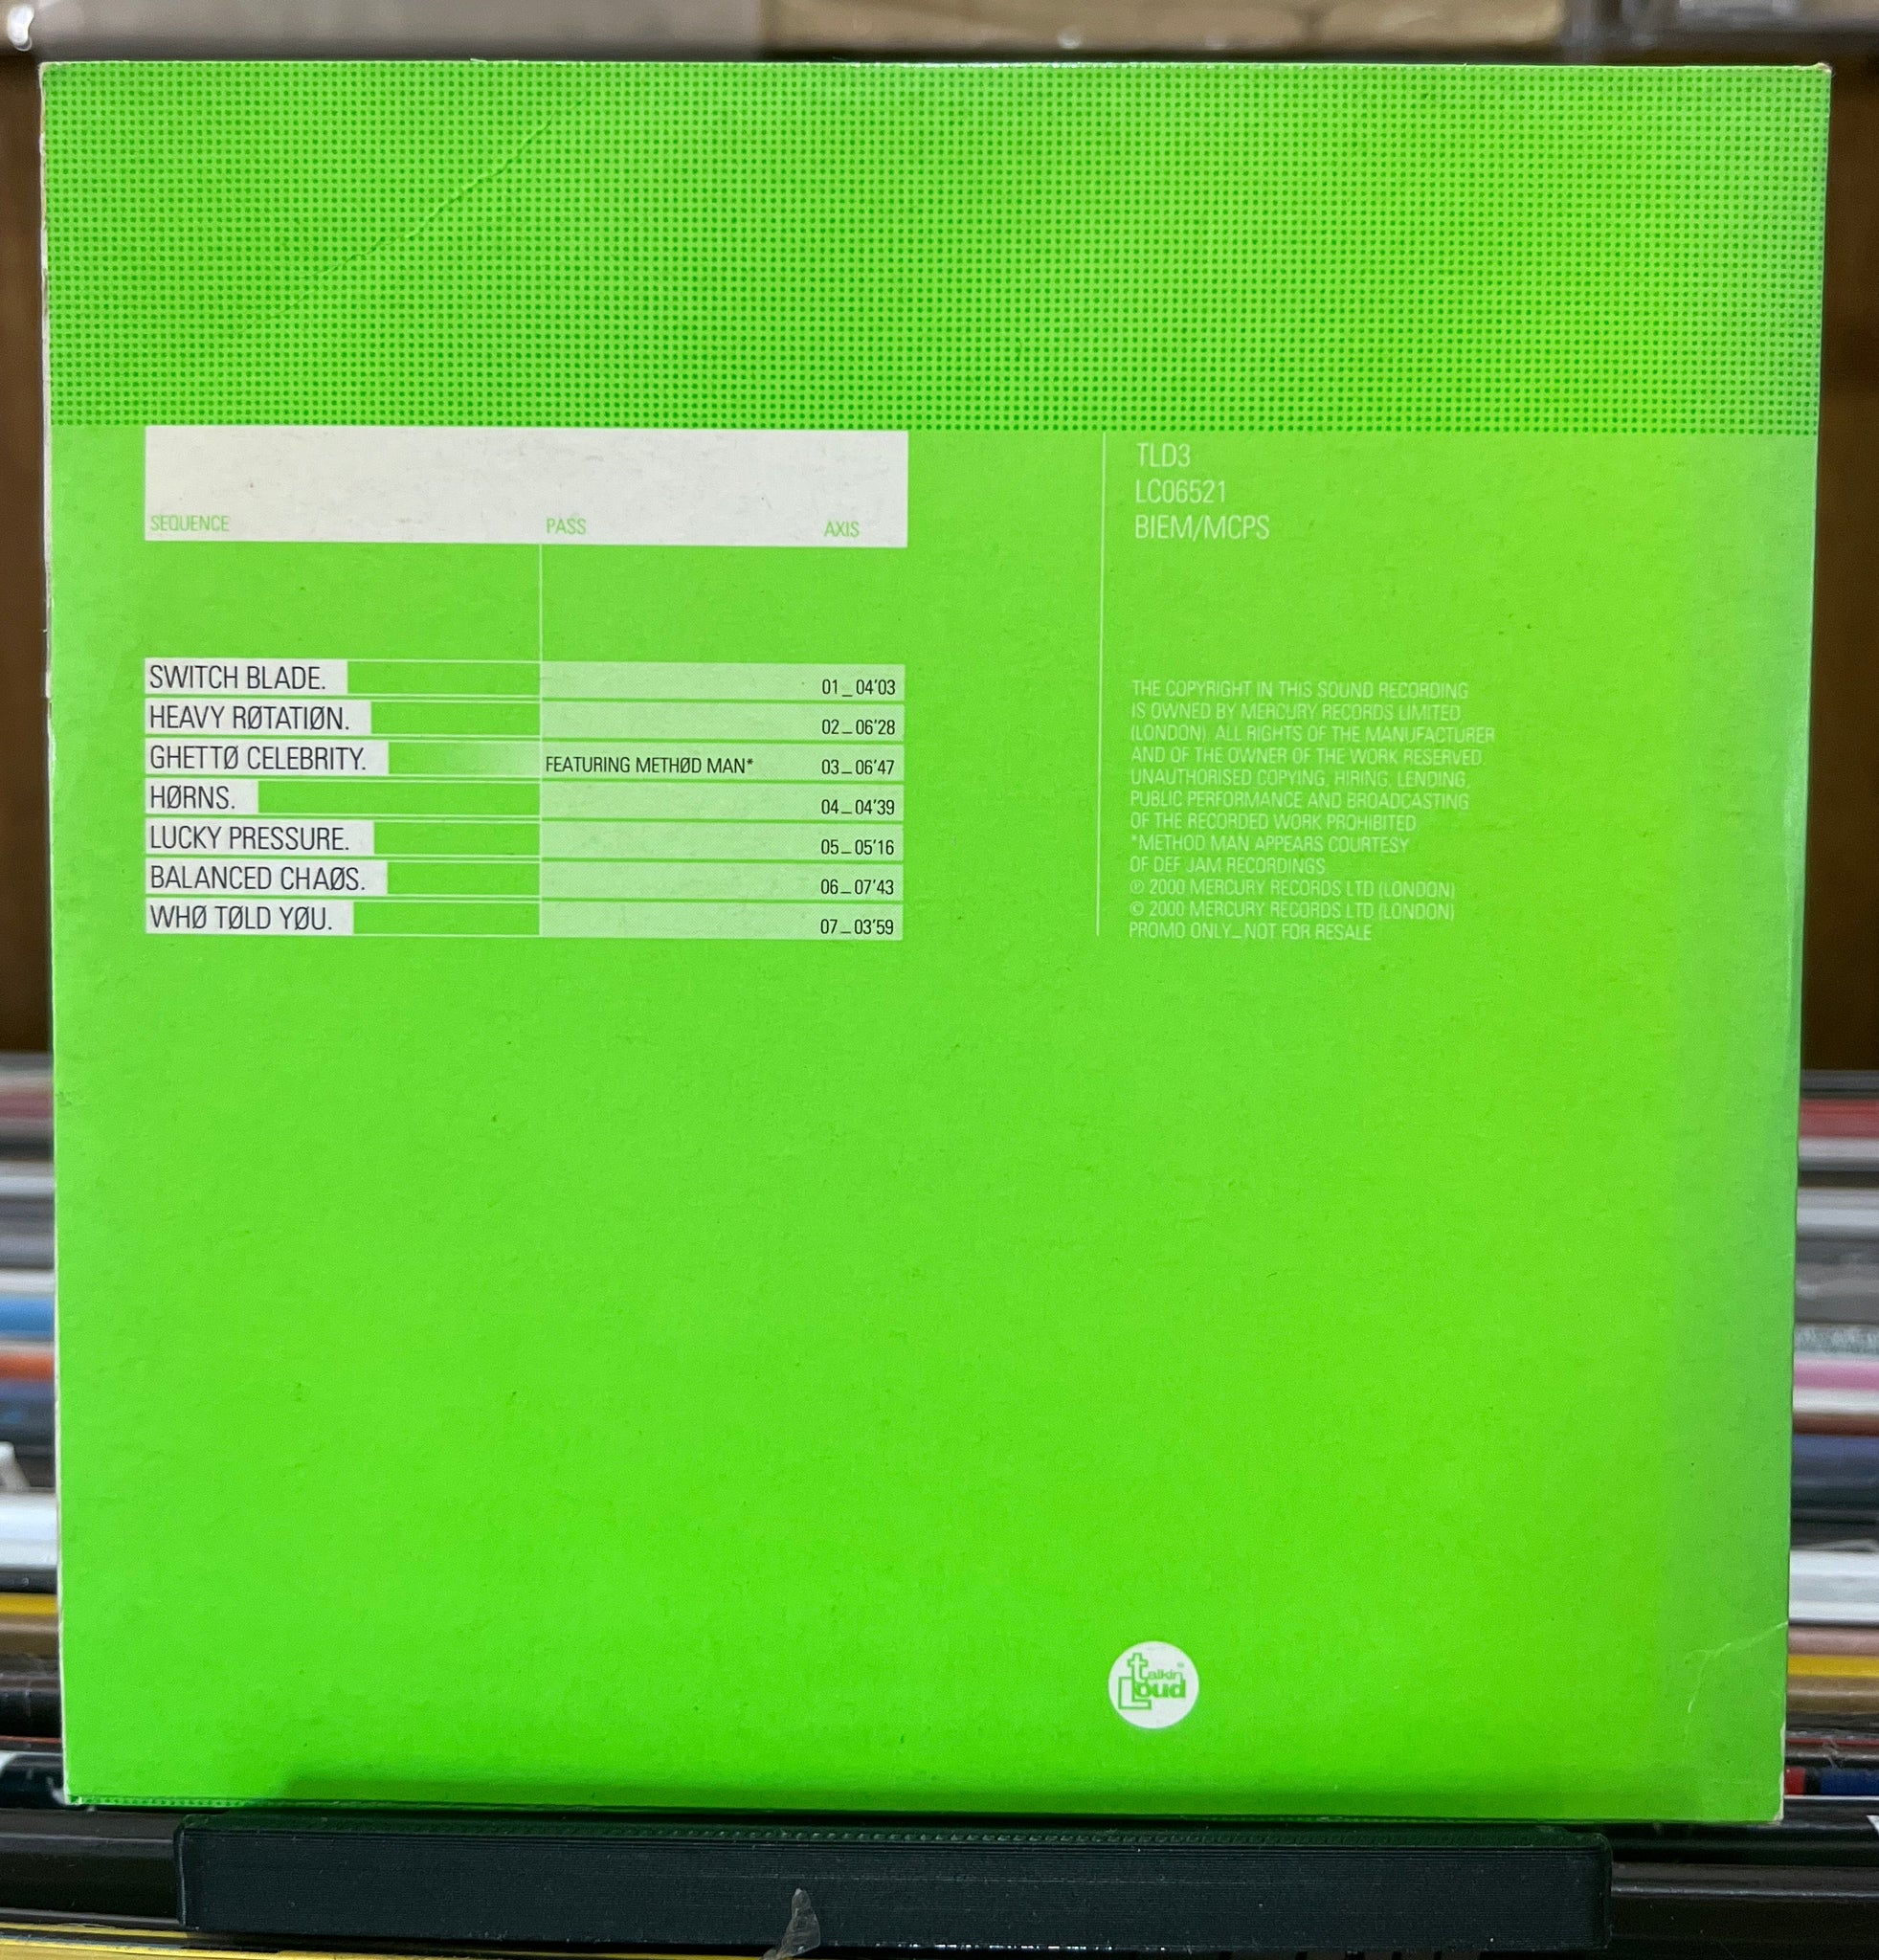 SEQUENCE PASS AXIS
SWITCH BLADE. 01_04'03
HEAVY RØTATIØN. 02_06'28
GHETTØ CELEBRITY. FEATURING METHØD MAN* 03_06'47
HØRNS. 04_04'39
LUCKY PRESSURE. 05_05'16
BALANCED CHAØS. 06_07'43
WHØ TØLD YØU. 07_03'59
TLD3
LC06521
BIEM/MCPS
THE COPYRIGHT IN THIS SOUND RECORDING
IS OWNED BY MERCURY RECORDS LIMITED
(LONDON). ALL RIGHTS OF THE MANUFACTURER
AND OF THE OWNER OF THE WORK RESERVED.
UNAUTHORISED COPYING, HIRING, LENDING,
PUBLIC PERFORMANCE AND BROADCASTING
OF THE RECORDED WORK PROHIBITED.
*METHOD MAN APPEARS COURTESY
OF DEF JAM RECORDINGS.
℗ 2000 MERCURY RECORDS LTD (LONDON)
© 2000 MERCURY RECORDS LTD (LONDON)
PROMO ONLY_NOT FOR RESALE
talkin
Loud